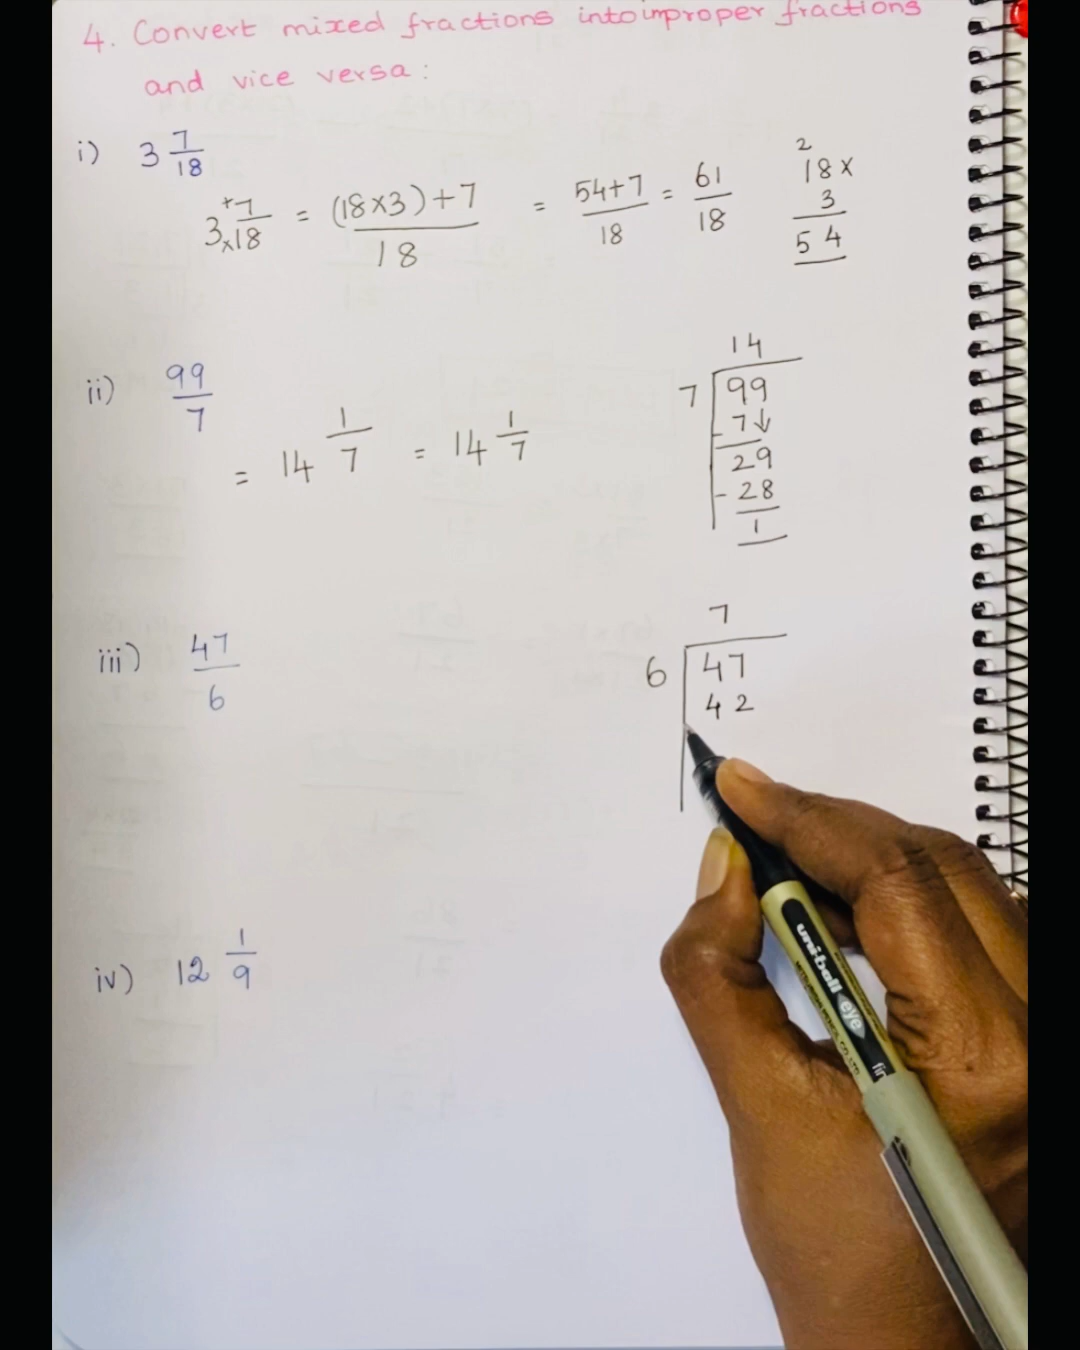 4. Convert mixed fractions into improper fractions
and vice versa :
i) 3 7/18
3 +7/×18 = (18×3)+7/18 = 54+7/18 = 61/18
2
18×
3
54
ii) 99/7
= 14 1/7 = 14 1/7
14
7 99
- 7↓
29
- 28
1
iii) 47/6
7
6 47
42
iv) 12 1/9
uni-ball eye
fin